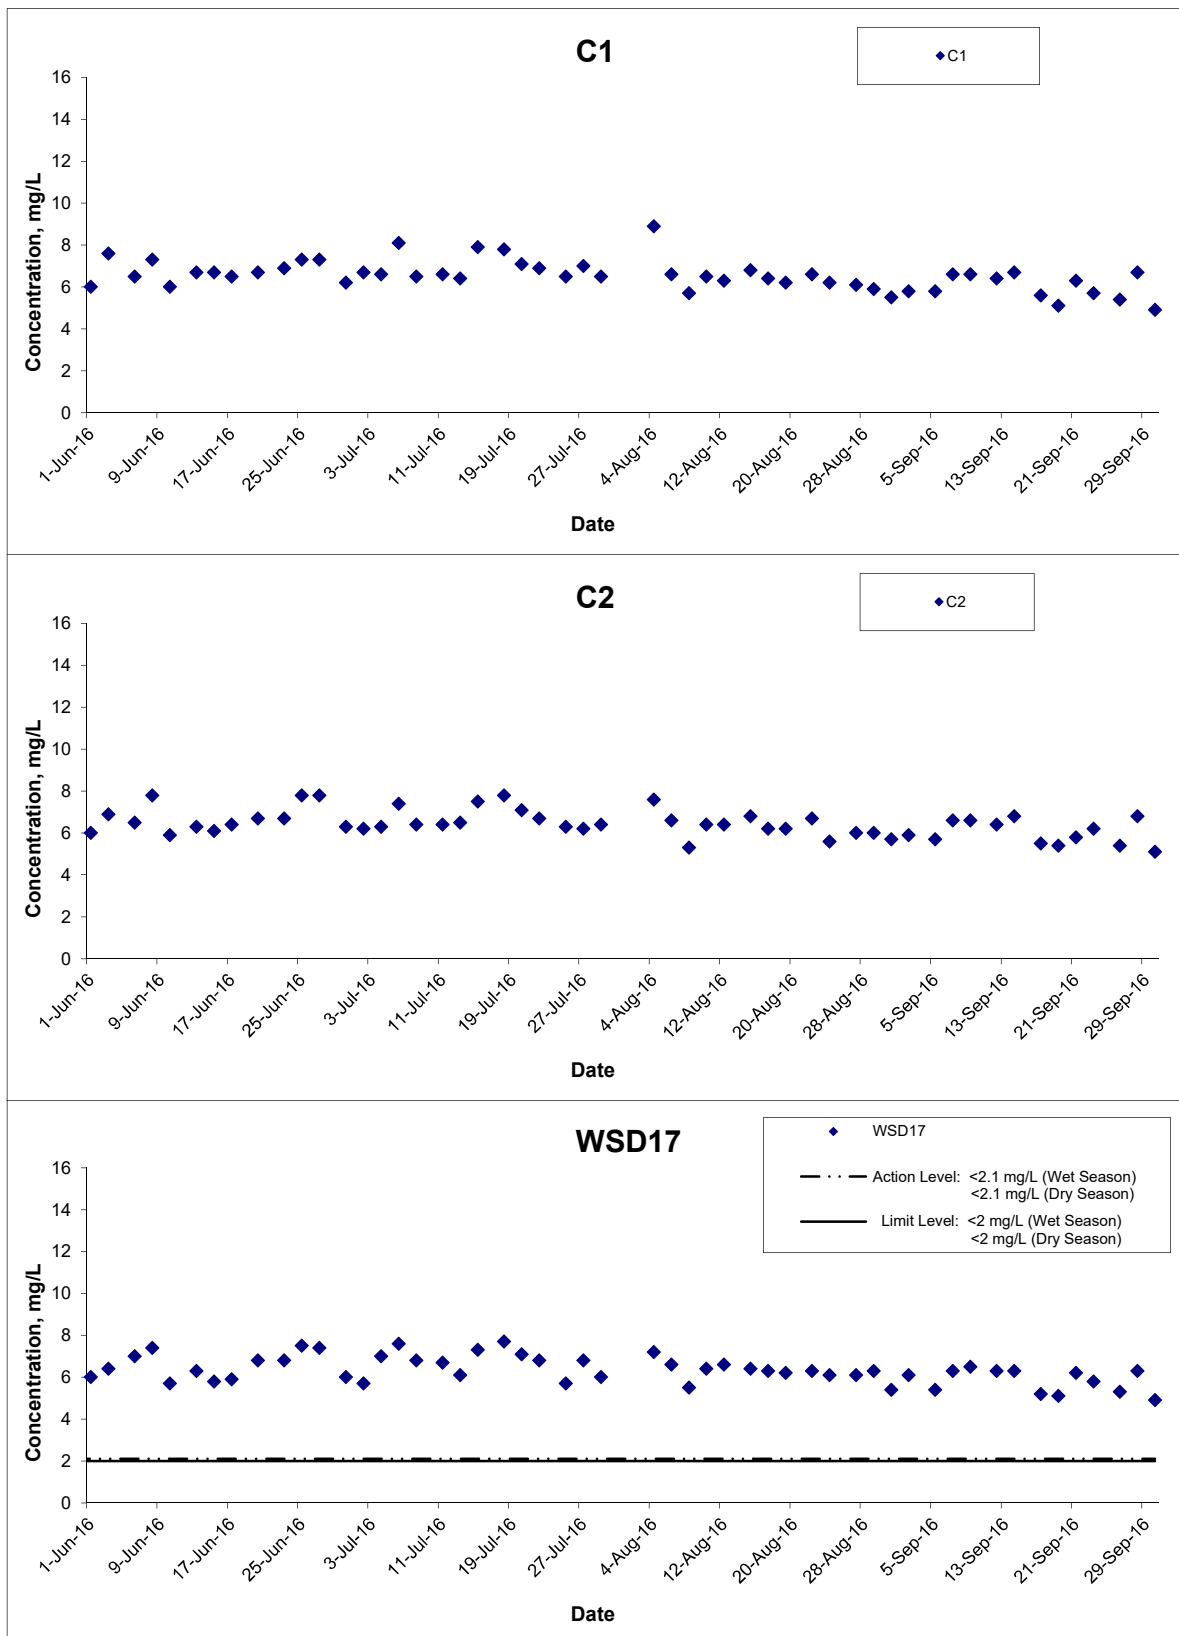 C1
C1
16
14
12
10
8
6
4
2
0
Concentration, mg/L
1-Jun-16
9-Jun-16
17-Jun-16
25-Jun-16
3-Jul-16
11-Jul-16
19-Jul-16
27-Jul-16
4-Aug-16
12-Aug-16
20-Aug-16
28-Aug-16
5-Sep-16
13-Sep-16
21-Sep-16
29-Sep-16
Date
C2
C2
16
14
12
10
8
6
4
2
0
Concentration, mg/L
1-Jun-16
9-Jun-16
17-Jun-16
25-Jun-16
3-Jul-16
11-Jul-16
19-Jul-16
27-Jul-16
4-Aug-16
12-Aug-16
20-Aug-16
28-Aug-16
5-Sep-16
13-Sep-16
21-Sep-16
29-Sep-16
Date
WSD17
WSD17
Action Level: <2.1 mg/L (Wet Season)
<2.1 mg/L (Dry Season)
Limit Level: <2 mg/L (Wet Season)
<2 mg/L (Dry Season)
16
14
12
10
8
6
4
2
0
Concentration, mg/L
1-Jun-16
9-Jun-16
17-Jun-16
25-Jun-16
3-Jul-16
11-Jul-16
19-Jul-16
27-Jul-16
4-Aug-16
12-Aug-16
20-Aug-16
28-Aug-16
5-Sep-16
13-Sep-16
21-Sep-16
29-Sep-16
Date